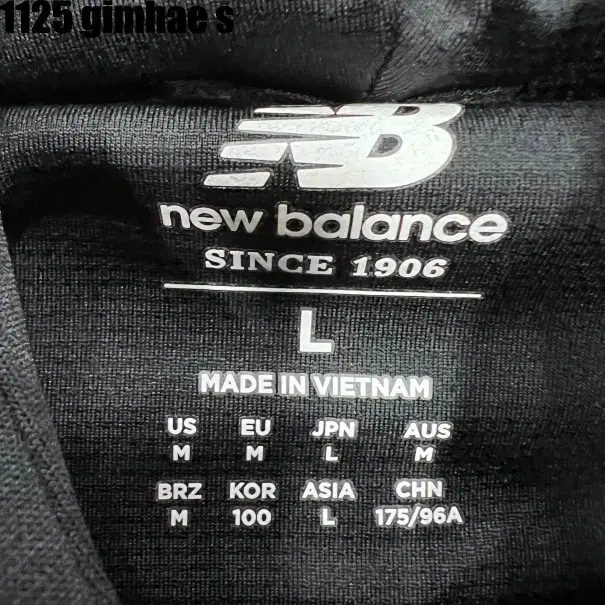 1125 gimhae s
NB
new balance
SINCE 1906
L
MADE IN VIETNAM
US EU JPN AUS
M M L M
BRZ KOR ASIA CHN
M 100 L 175/96A